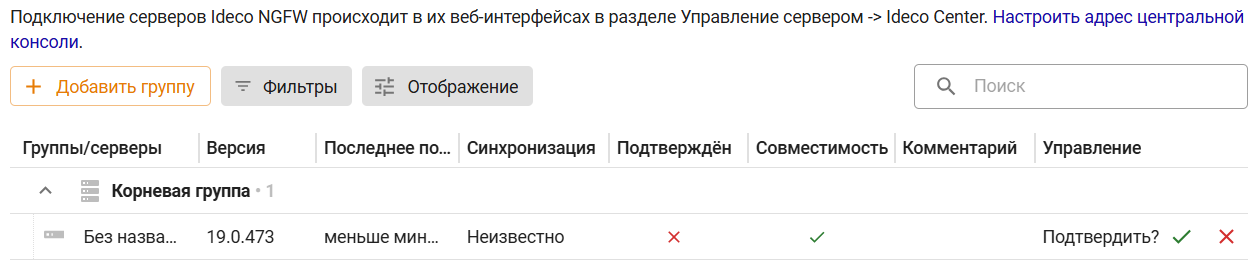 Подключение серверов Ideco NGFW происходит в их веб-интерфейсах в разделе Управление сервером -> Ideco Center. Настроить адрес центральной
консоли.
Добавить группу Фильтры Отображение Поиск
Группы/серверы Версия Последнее по... Синхронизация Подтверждён Совместимость Комментарий Управление
Корневая группа • 1
Без назва... 19.0.473 меньше мин... Неизвестно Подтвердить?